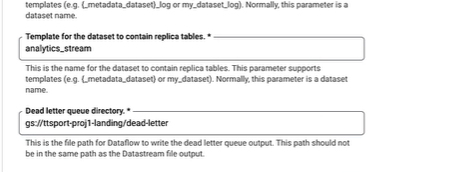 templates (e.g. {_metadata_dataset}_log or my_dataset_log). Normally, this parameter is a
dataset name.
Template for the dataset to contain replica tables. *
analytics_stream
This is the name for the dataset to contain replica tables. This parameter supports
templates (e.g. {_metadata_dataset} or my_dataset). Normally, this parameter is a dataset
name.
Dead letter queue directory. *
gs://ttsport-proj1-landing/dead-letter
This is the file path for Dataflow to write the dead letter queue output. This path should not
be in the same path as the Datastream file output.